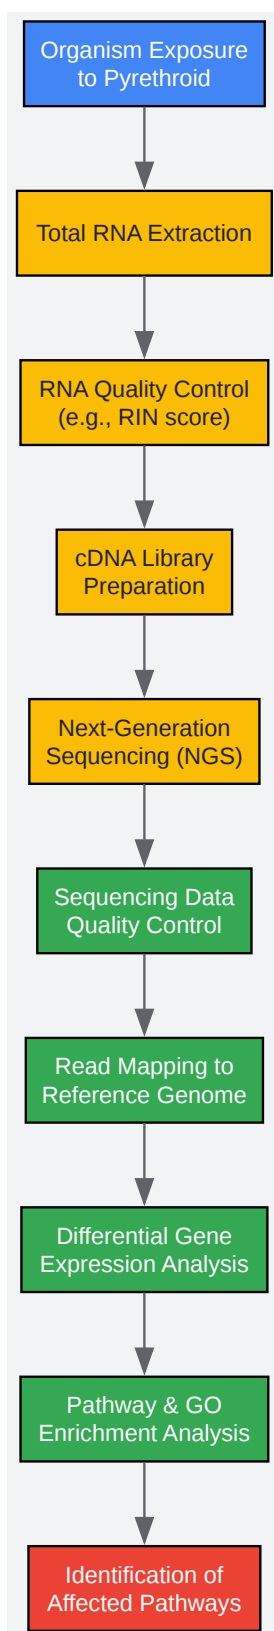 Organism Exposure
to Pyrethroid
Total RNA Extraction
RNA Quality Control
(e.g., RIN score)
cDNA Library
Preparation
Next-Generation
Sequencing (NGS)
Sequencing Data
Quality Control
Read Mapping to
Reference Genome
Differential Gene
Expression Analysis
Pathway & GO
Enrichment Analysis
Identification of
Affected Pathways